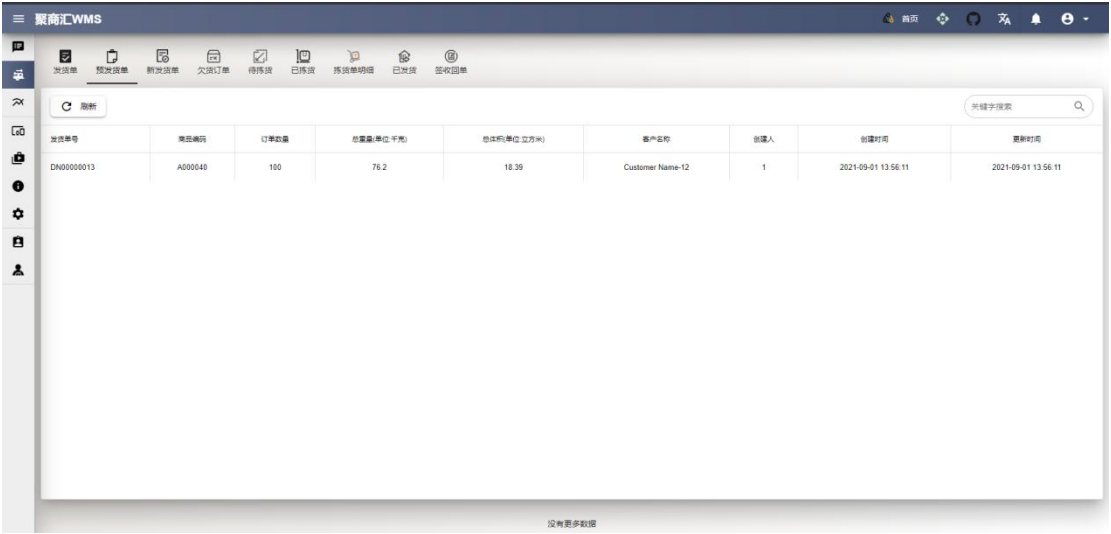 聚商汇WMS 首页
发货单 预发货单 新发货单 欠货订单 待拣货 已拣货 拣货单明细 已发货 签收回单
刷新 关键字搜索
发货单号 商品编码 订单数量 总重量(单位:千克) 总体积(单位:立方米) 客户名称 创建人 创建时间 更新时间
DN00000013 A000040 100 76.2 18.39 Customer Name-12 1 2021-09-01 13:56:11 2021-09-01 13:56:11
没有更多数据